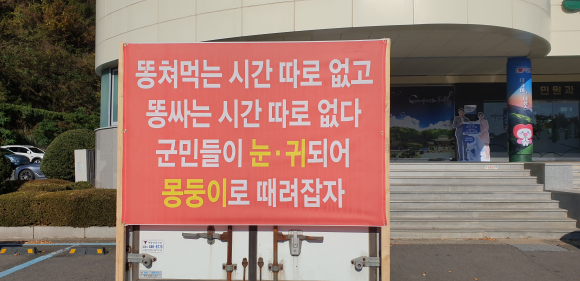 똥쳐먹는 시간 따로 없고
똥싸는 시간 따로 없다
군민들이 눈·귀되어
몽둥이로 때려잡자
민원과